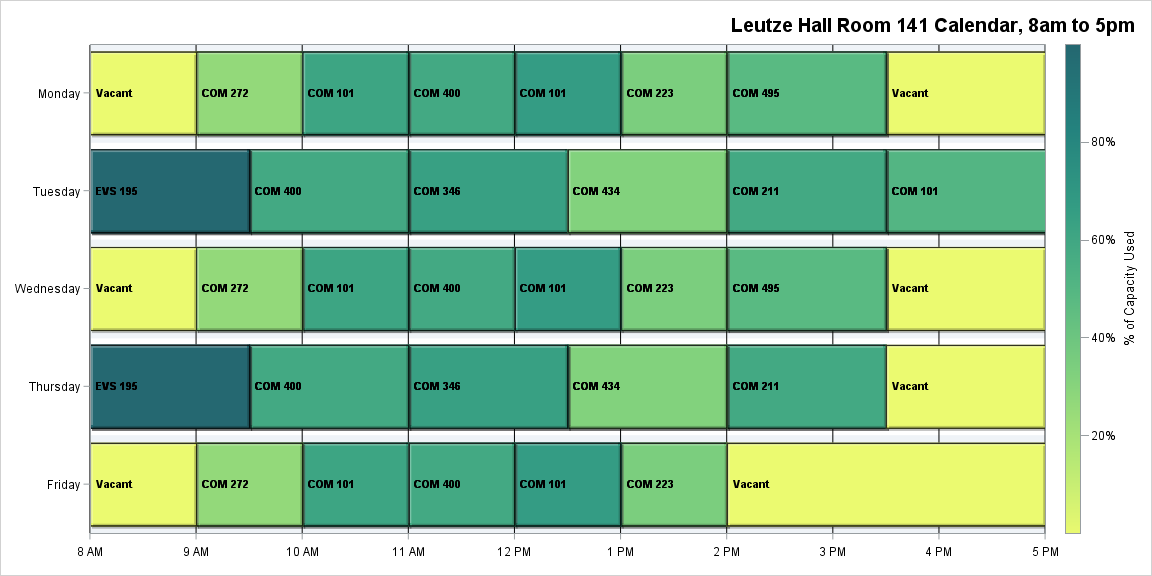 Leutze Hall Room 141 Calendar, 8am to 5pm
Monday
Vacant
COM 272
COM 101
COM 400
COM 101
COM 223
COM 495
Vacant
Tuesday
EVS 195
COM 400
COM 346
COM 434
COM 211
COM 101
Wednesday
Vacant
COM 272
COM 101
COM 400
COM 101
COM 223
COM 495
Vacant
Thursday
EVS 195
COM 400
COM 346
COM 434
COM 211
Vacant
Friday
Vacant
COM 272
COM 101
COM 400
COM 101
COM 223
Vacant
8 AM
9 AM
10 AM
11 AM
12 PM
1 PM
2 PM
3 PM
4 PM
5 PM
80%
60%
40%
20%
% of Capacity Used